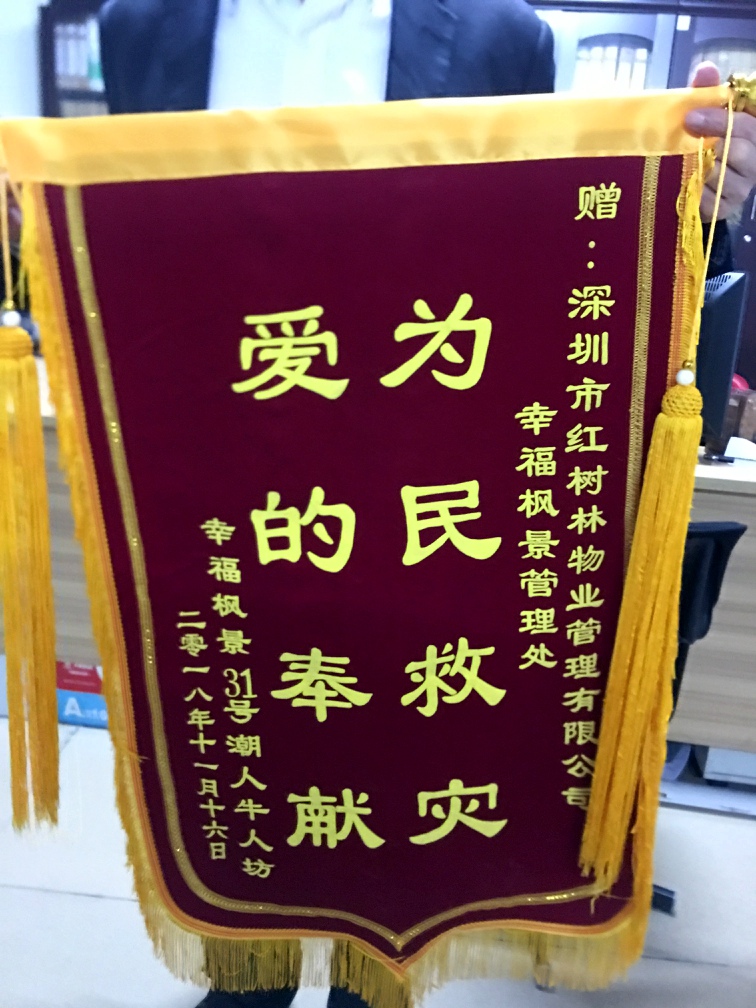 赠：深圳市红树林物业管理有限公司
幸福枫景管理处
为民救灾
爱的奉献
幸福枫景31号潮人牛人坊
二零一八年十一月十六日
A